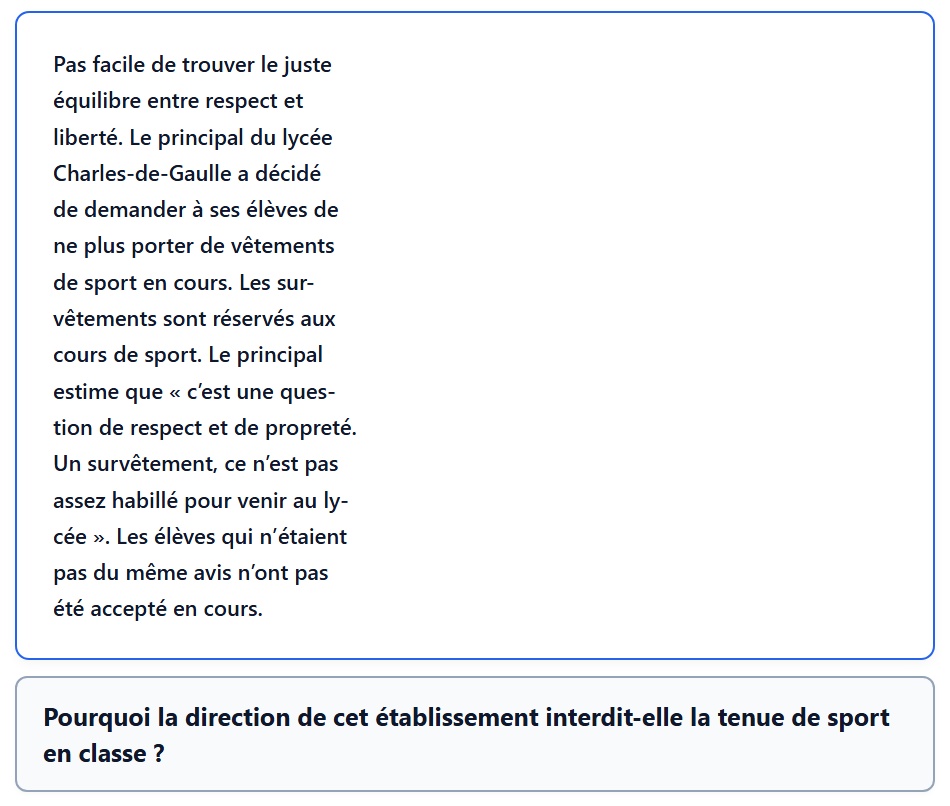 Pas facile de trouver le juste
équilibre entre respect et
liberté. Le principal du lycée
Charles-de-Gaulle a décidé
de demander à ses élèves de
ne plus porter de vêtements
de sport en cours. Les sur-
vêtements sont réservés aux
cours de sport. Le principal
estime que « c’est une ques-
tion de respect et de propreté.
Un survêtement, ce n’est pas
assez habillé pour venir au ly-
cée ». Les élèves qui n’étaient
pas du même avis n’ont pas
été accepté en cours.
Pourquoi la direction de cet établissement interdit-elle la tenue de sport
en classe ?